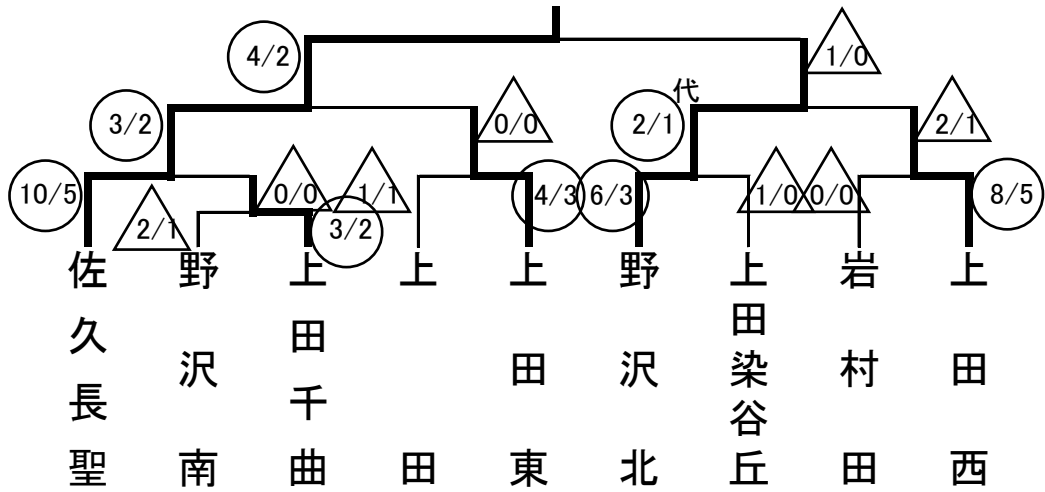 4/2
1/0
代
3/2
0/0
2/1
2/1
10/5
2/1
0/0
1/1
3/2
4/3
6/3
1/0
0/0
8/5
佐久長聖
野沢南
上田千曲
上田
上田東
野沢北
上田染谷丘
岩村田
上田西